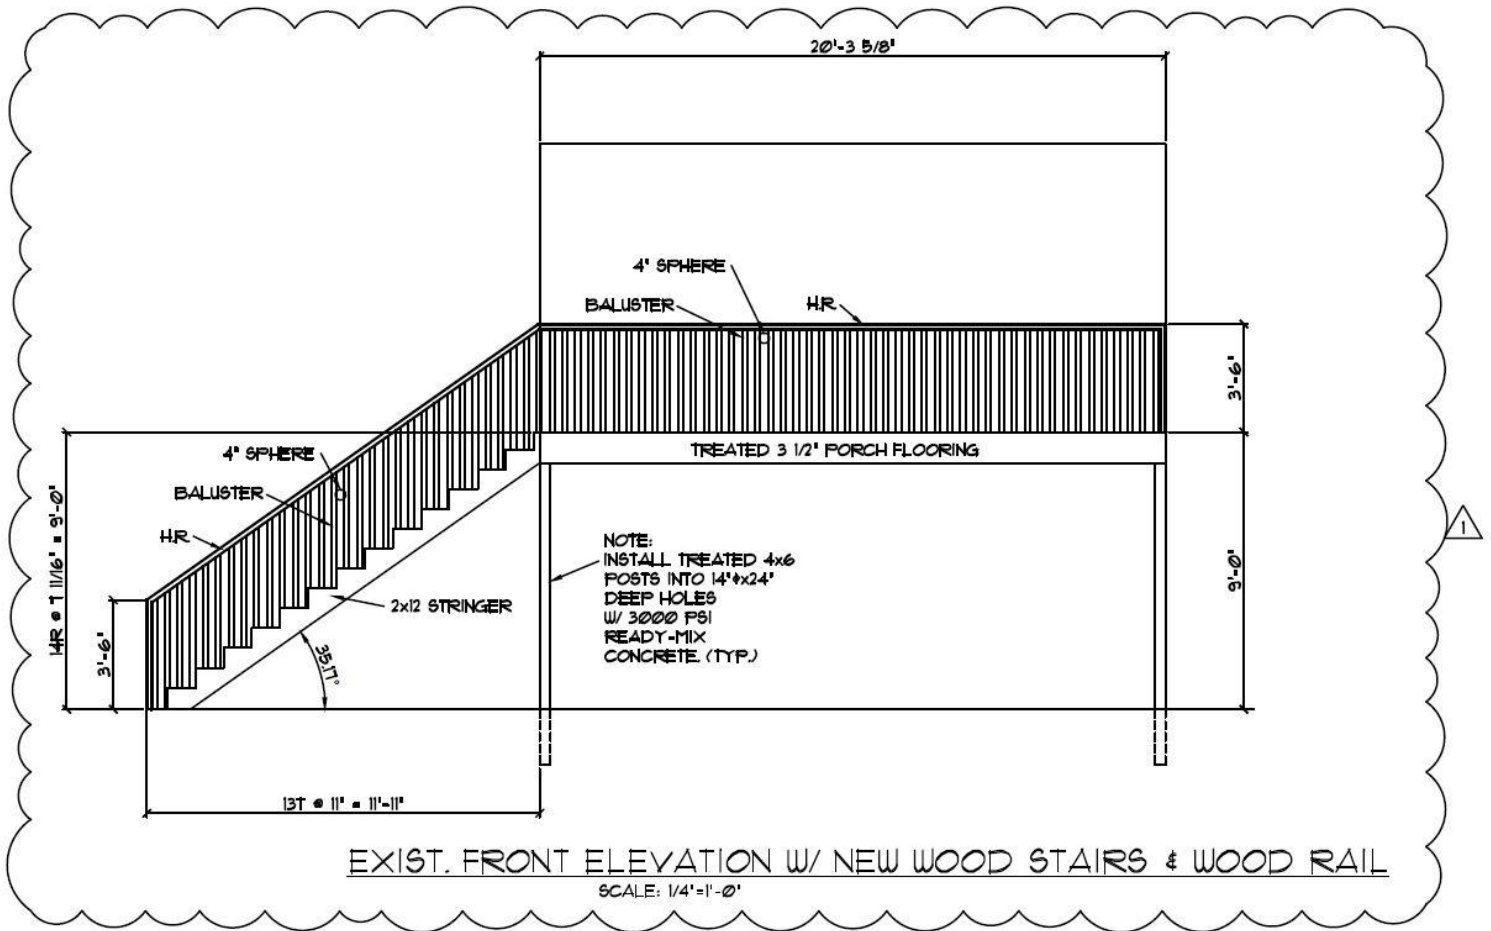 20'-3 5/8"
4" SPHERE
BALUSTER
H.R.
3'-6"
TREATED 3 1/2" PORCH FLOORING
4" SPHERE
BALUSTER
H.R.
14R @ 7 11/16" = 9'-0"
3'-6"
2x12 STRINGER
35.17°
NOTE:
INSTALL TREATED 4x6
POSTS INTO 14"φx24"
DEEP HOLES
W/ 3000 PSI
READY-MIX
CONCRETE. (TYP.)
9'-0"
1
13T @ 11" = 11'-11"
EXIST. FRONT ELEVATION W/ NEW WOOD STAIRS & WOOD RAIL
SCALE: 1/4"=1'-0"